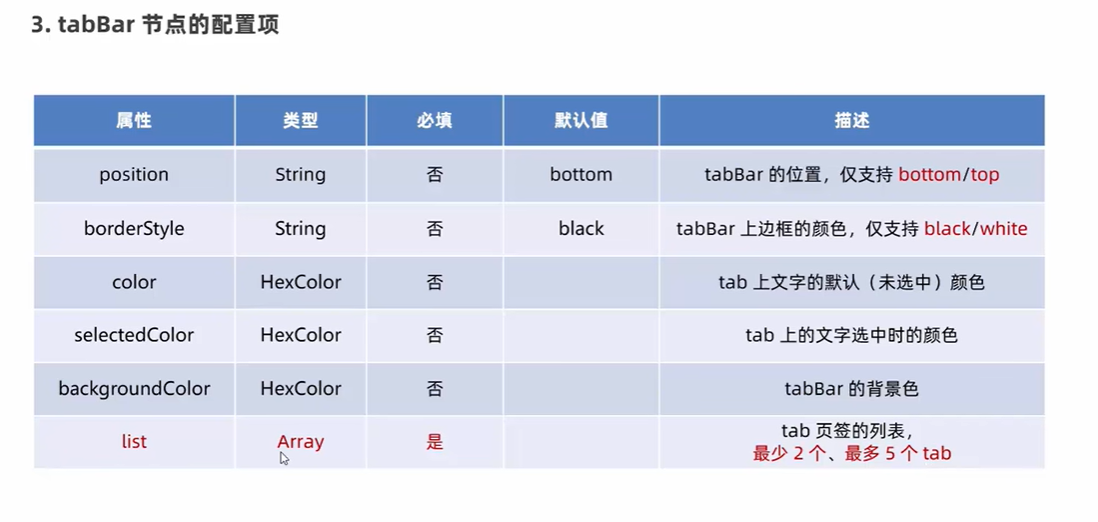 3. tabBar 节点的配置项
属性 类型 必填 默认值 描述
position String 否 bottom tabBar 的位置，仅支持 bottom/top
borderStyle String 否 black tabBar 上边框的颜色，仅支持 black/white
color HexColor 否 tab 上文字的默认（未选中）颜色
selectedColor HexColor 否 tab 上的文字选中时的颜色
backgroundColor HexColor 否 tabBar 的背景色
list Array 是 tab 页签的列表，
最少 2 个、最多 5 个 tab